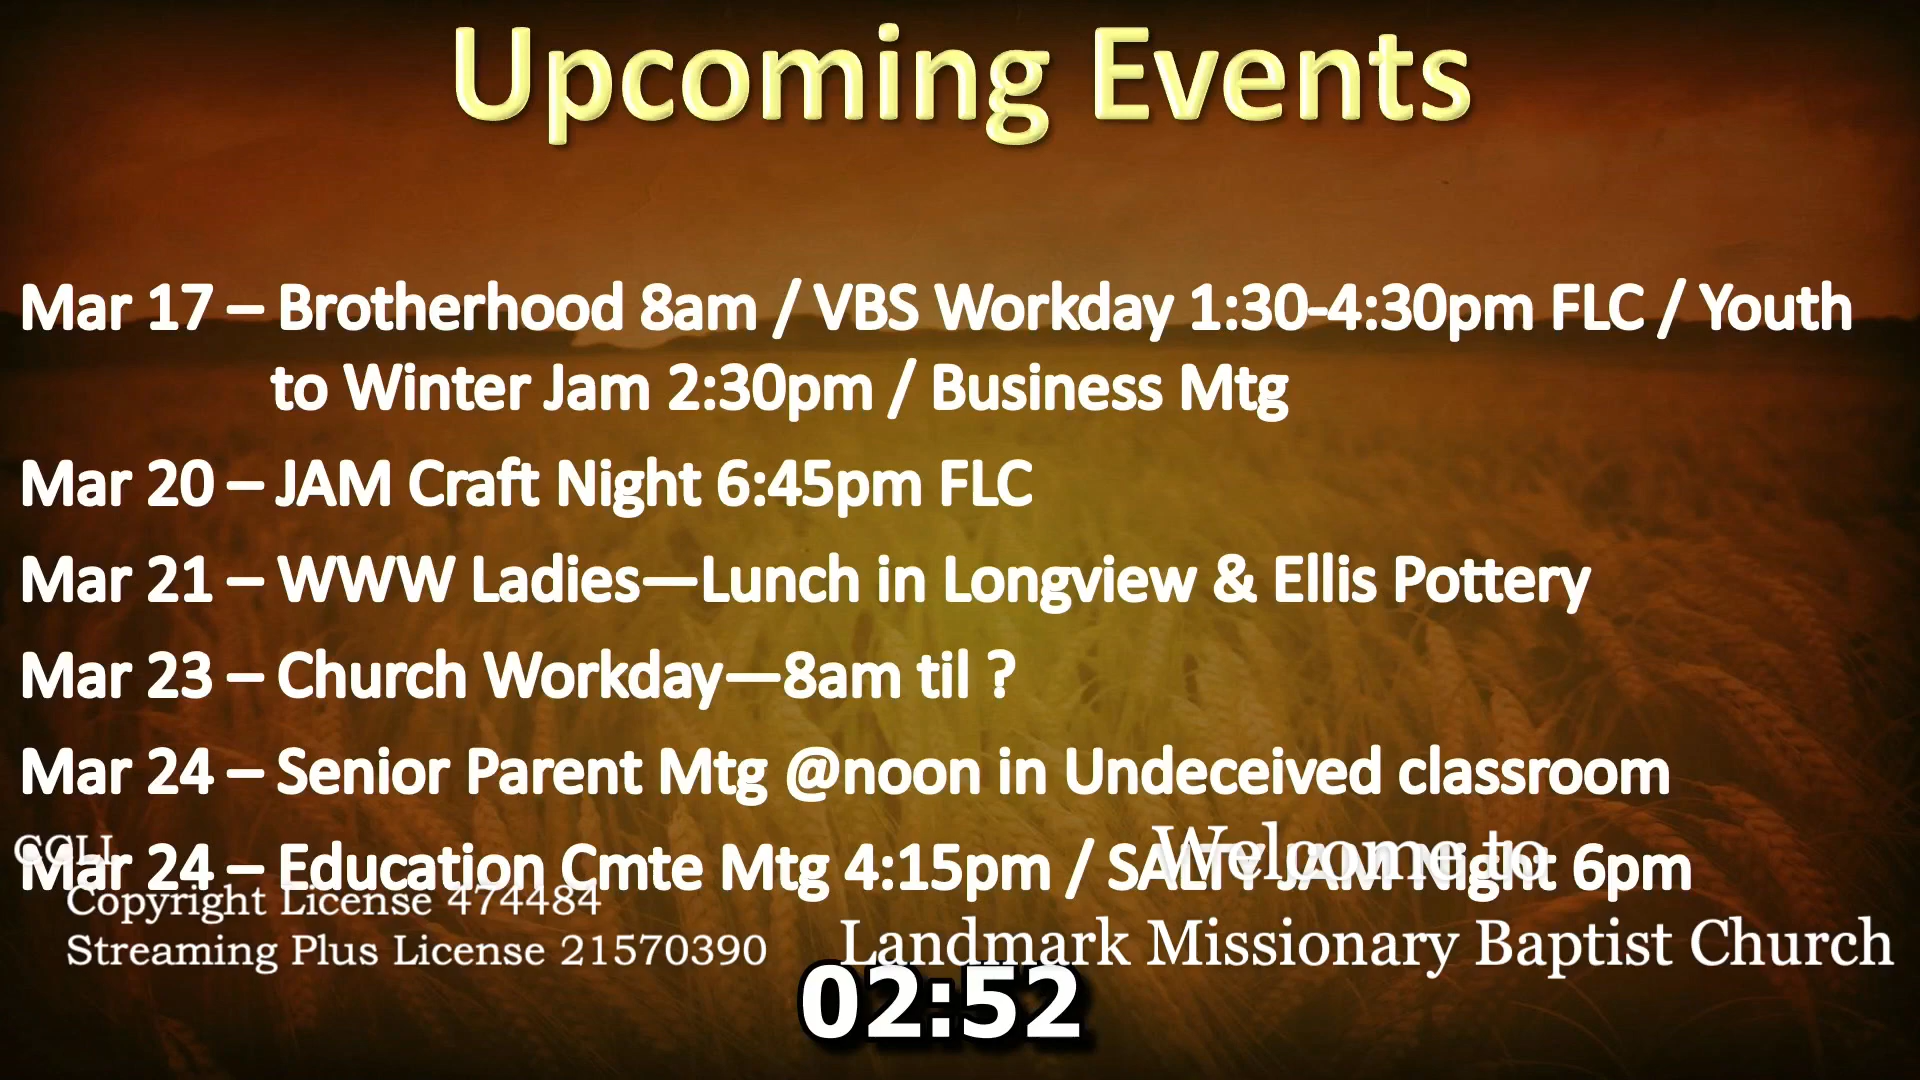 Upcoming Events
Mar 17 – Brotherhood 8am / VBS Workday 1:30-4:30pm FLC / Youth
to Winter Jam 2:30pm / Business Mtg
Mar 20 – JAM Craft Night 6:45pm FLC
Mar 21 – WWW Ladies—Lunch in Longview & Ellis Pottery
Mar 23 – Church Workday—8am til ?
Mar 24 – Senior Parent Mtg @noon in Undeceived classroom
Mar 24 – Education Cmte Mtg 4:15pm / SALTY JAM Night 6pm
CCLI
Copyright License 474484
Streaming Plus License 21570390
Welcome to
Landmark Missionary Baptist Church
02:52